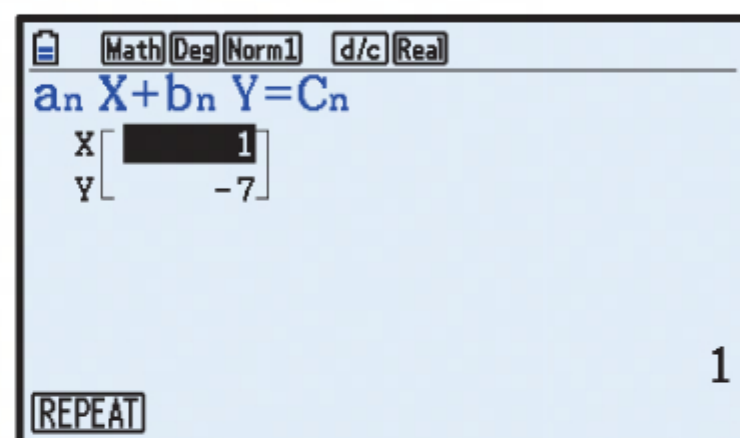 Math Deg Norm1 d/c Real
an X+bn Y=Cn
X 1
Y -7
1
REPEAT